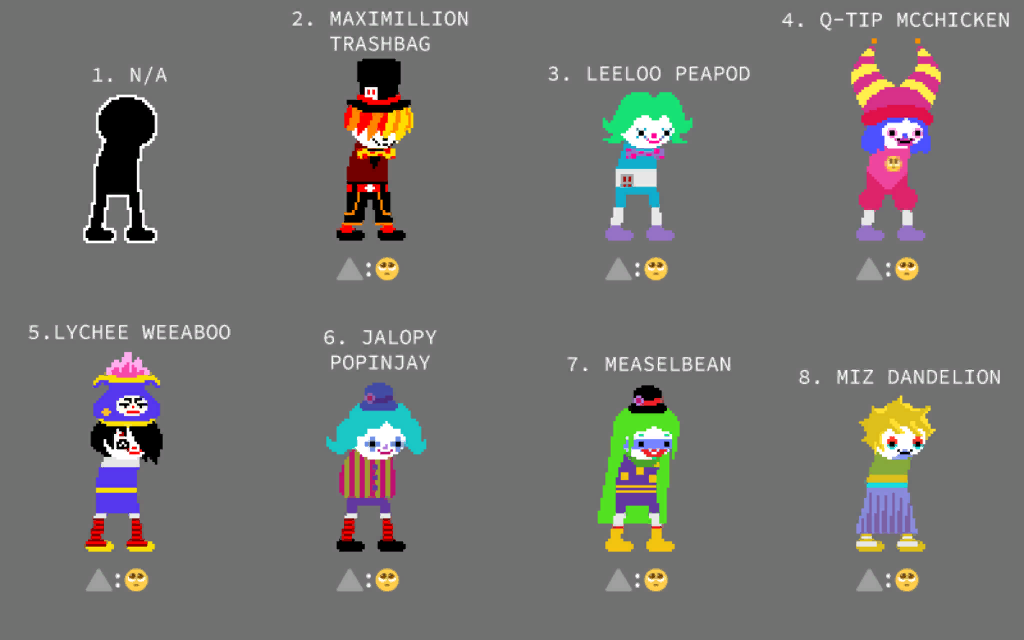 1. N/A
2. MAXIMILLION
TRASHBAG
3. LEELOO PEAPOD
4. Q-TIP MCCHICKEN
:
:
:
5.LYCHEE WEEABOO
6. JALOPY
POPINJAY
7. MEASELBEAN
8. MIZ DANDELION
:
:
:
: